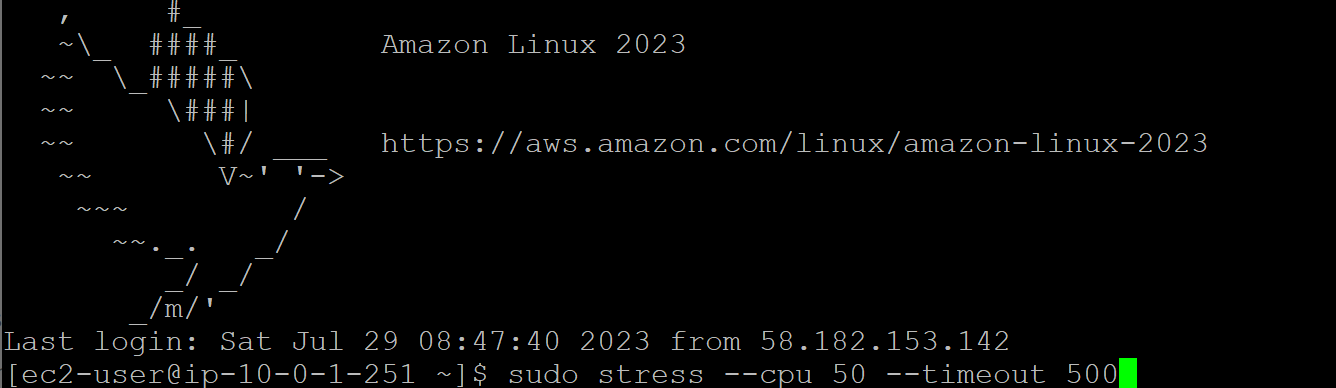 ,     #_
   ~\_  ####_        Amazon Linux 2023
  ~~  \_#####\
  ~~     \###|
  ~~       \#/ ___   https://aws.amazon.com/linux/amazon-linux-2023
   ~~       V~' '->
    ~~~         /
      ~~._.   _/
         _/ _/
       _/m/'
Last login: Sat Jul 29 08:47:40 2023 from 58.182.153.142
[ec2-user@ip-10-0-1-251 ~]$ sudo stress --cpu 50 --timeout 500